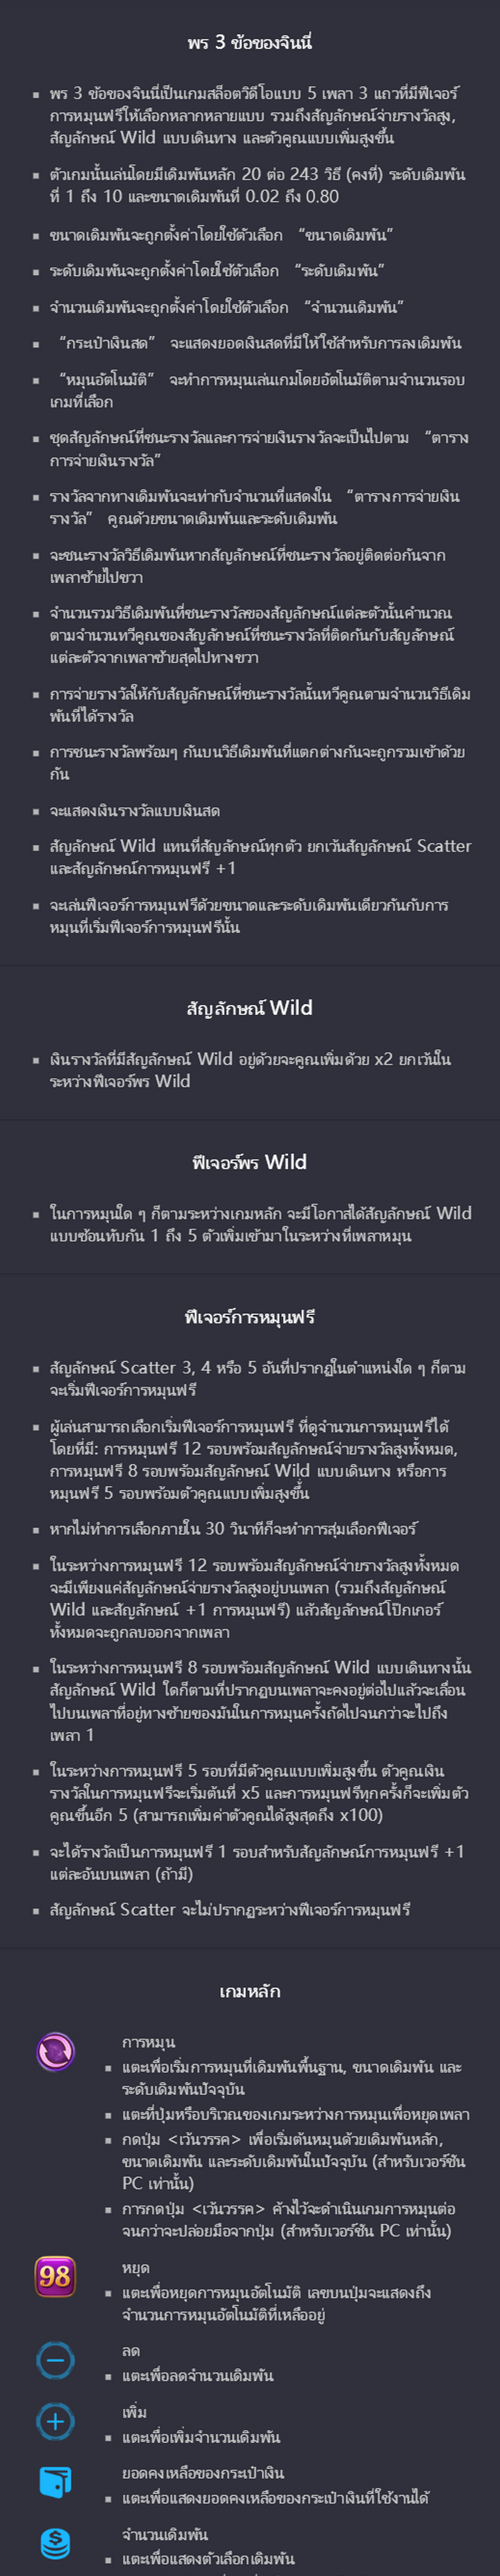 พร 3 ข้อของจินนี่
▪ พร 3 ข้อของจินนี่เป็นเกมสล็อตวิดีโอแบบ 5 เพลา 3 แถวที่มีฟีเจอร์
การหมุนฟรีให้เลือกหลากหลายแบบ รวมถึงสัญลักษณ์จ่ายรางวัลสูง,
สัญลักษณ์ Wild แบบเดินทาง และตัวคูณแบบเพิ่มสูงขึ้น
▪ ตัวเกมนั้นเล่นโดยมีเดิมพันหลัก 20 ต่อ 243 วิธี (คงที่) ระดับเดิมพัน
ที่ 1 ถึง 10 และขนาดเดิมพันที่ 0.02 ถึง 0.80
▪ ขนาดเดิมพันจะถูกตั้งค่าโดยใช้ตัวเลือก “ขนาดเดิมพัน”
▪ ระดับเดิมพันจะถูกตั้งค่าโดยใช้ตัวเลือก “ระดับเดิมพัน”
▪ จำนวนเดิมพันจะถูกตั้งค่าโดยใช้ตัวเลือก “จำนวนเดิมพัน”
▪ “กระเป๋าเงินสด” จะแสดงยอดเงินสดที่มีให้ใช้สำหรับการลงเดิมพัน
▪ “หมุนอัตโนมัติ” จะทำการหมุนเล่นเกมโดยอัตโนมัติตามจำนวนรอบ
เกมที่เลือก
▪ ชุดสัญลักษณ์ที่ชนะรางวัลและการจ่ายเงินรางวัลจะเป็นไปตาม “ตาราง
การจ่ายเงินรางวัล”
▪ รางวัลจากทางเดิมพันจะเท่ากับจำนวนที่แสดงใน “ตารางการจ่ายเงิน
รางวัล” คูณด้วยขนาดเดิมพันและระดับเดิมพัน
▪ จะชนะรางวัลวิธีเดิมพันหากสัญลักษณ์ที่ชนะรางวัลอยู่ติดต่อกันจาก
เพลาซ้ายไปขวา
▪ จำนวนรวมวิธีเดิมพันที่ชนะรางวัลของสัญลักษณ์แต่ละตัวนั้นคำนวณ
ตามจำนวนทวีคูณของสัญลักษณ์ที่ชนะรางวัลที่ติดกันกับสัญลักษณ์
แต่ละตัวจากเพลาซ้ายสุดไปทางขวา
▪ การจ่ายรางวัลให้กับสัญลักษณ์ที่ชนะรางวัลนั้นทวีคูณตามจำนวนวิธีเดิม
พันที่ได้รางวัล
▪ การชนะรางวัลพร้อมๆ กันบนวิธีเดิมพันที่แตกต่างกันจะถูกรวมเข้าด้วย
กัน
▪ จะแสดงเงินรางวัลแบบเงินสด
▪ สัญลักษณ์ Wild แทนที่สัญลักษณ์ทุกตัว ยกเว้นสัญลักษณ์ Scatter
และสัญลักษณ์การหมุนฟรี +1
▪ จะเล่นฟีเจอร์การหมุนฟรีด้วยขนาดและระดับเดิมพันเดียวกันกับการ
หมุนที่เริ่มฟีเจอร์การหมุนฟรีนั้น
สัญลักษณ์ Wild
▪ เงินรางวัลที่มีสัญลักษณ์ Wild อยู่ด้วยจะคูณเพิ่มด้วย x2 ยกเว้นใน
ระหว่างฟีเจอร์พร Wild
ฟีเจอร์พร Wild
▪ ในการหมุนใด ๆ ก็ตามระหว่างเกมหลัก จะมีโอกาสได้สัญลักษณ์ Wild
แบบซ้อนทับกัน 1 ถึง 5 ตัวเพิ่มเข้ามาในระหว่างที่เพลาหมุน
ฟีเจอร์การหมุนฟรี
▪ สัญลักษณ์ Scatter 3, 4 หรือ 5 อันที่ปรากฏในตำแหน่งใด ๆ ก็ตาม
จะเริ่มฟีเจอร์การหมุนฟรี
▪ ผู้เล่นสามารถเลือกเริ่มฟีเจอร์การหมุนฟรี ที่ดูจำนวนการหมุนฟรีได้
โดยที่มี: การหมุนฟรี 12 รอบพร้อมสัญลักษณ์จ่ายรางวัลสูงทั้งหมด,
การหมุนฟรี 8 รอบพร้อมสัญลักษณ์ Wild แบบเดินทาง หรือการ
หมุนฟรี 5 รอบพร้อมตัวคูณแบบเพิ่มสูงขึ้น
▪ หากไม่ทำการเลือกภายใน 30 วินาทีก็จะทำการสุ่มเลือกฟีเจอร์
▪ ในระหว่างการหมุนฟรี 12 รอบพร้อมสัญลักษณ์จ่ายรางวัลสูงทั้งหมด
จะมีเพียงแค่สัญลักษณ์จ่ายรางวัลสูงอยู่บนเพลา (รวมถึงสัญลักษณ์
Wild และสัญลักษณ์ +1 การหมุนฟรี) แล้วสัญลักษณ์โป๊กเกอร์
ทั้งหมดจะถูกลบออกจากเพลา
▪ ในระหว่างการหมุนฟรี 8 รอบพร้อมสัญลักษณ์ Wild แบบเดินทางนั้น
สัญลักษณ์ Wild ใดก็ตามที่ปรากฏบนเพลาจะคงอยู่ต่อไปแล้วจะเลื่อน
ไปบนเพลาที่อยู่ทางซ้ายของมันในการหมุนครั้งถัดไปจนกว่าจะไปถึง
เพลา 1
▪ ในระหว่างการหมุนฟรี 5 รอบที่มีตัวคูณแบบเพิ่มสูงขึ้น ตัวคูณเงิน
รางวัลในการหมุนฟรีจะเริ่มต้นที่ x5 และการหมุนฟรีทุกครั้งก็จะเพิ่มตัว
คูณขึ้นอีก 5 (สามารถเพิ่มค่าตัวคูณได้สูงสุดถึง x100)
▪ จะได้รางวัลเป็นการหมุนฟรี 1 รอบสำหรับสัญลักษณ์การหมุนฟรี +1
แต่ละอันบนเพลา (ถ้ามี)
▪ สัญลักษณ์ Scatter จะไม่ปรากฏระหว่างฟีเจอร์การหมุนฟรี
เกมหลัก
การหมุน
▪ แตะเพื่อเริ่มการหมุนที่เดิมพันพื้นฐาน, ขนาดเดิมพัน และ
ระดับเดิมพันปัจจุบัน
▪ แตะที่ปุ่มหรือบริเวณของเกมระหว่างการหมุนเพื่อหยุดเพลา
▪ กดปุ่ม <เว้นวรรค> เพื่อเริ่มต้นหมุนด้วยเดิมพันหลัก,
ขนาดเดิมพัน และระดับเดิมพันในปัจจุบัน (สำหรับเวอร์ชัน
PC เท่านั้น)
▪ การกดปุ่ม <เว้นวรรค> ค้างไว้จะดำเนินเกมการหมุนต่อ
จนกว่าจะปล่อยมือจากปุ่ม (สำหรับเวอร์ชัน PC เท่านั้น)
98
หยุด
▪ แตะเพื่อหยุดการหมุนอัตโนมัติ เลขบนปุ่มจะแสดงถึง
จำนวนการหมุนอัตโนมัติที่เหลืออยู่
ลด
▪ แตะเพื่อลดจำนวนเดิมพัน
เพิ่ม
▪ แตะเพื่อเพิ่มจำนวนเดิมพัน
ยอดคงเหลือของกระเป๋าเงิน
▪ แตะเพื่อแสดงยอดคงเหลือของกระเป๋าเงินที่ใช้งานได้
จำนวนเดิมพัน
▪ แตะเพื่อแสดงตัวเลือกเดิมพัน